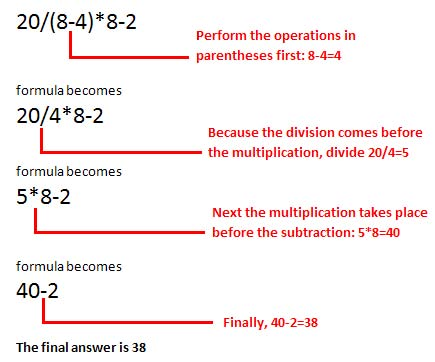 20/(8-4)*8-2
Perform the operations in
parentheses first: 8-4=4
formula becomes
20/4*8-2
Because the division comes before
the multiplication, divide 20/4=5
formula becomes
5*8-2
Next the multiplication takes place
before the subtraction: 5*8=40
formula becomes
40-2
Finally, 40-2=38
The final answer is 38